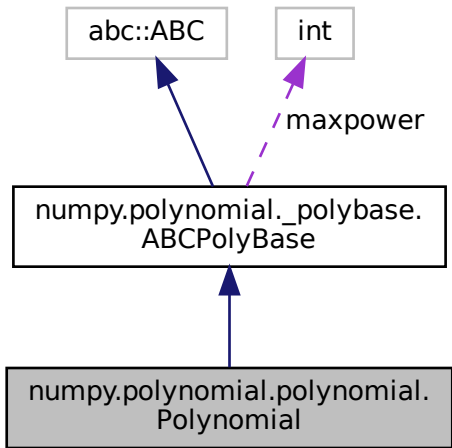 abc::ABC
int
maxpower
numpy.polynomial._polybase.
ABCPolyBase
numpy.polynomial.polynomial.
Polynomial